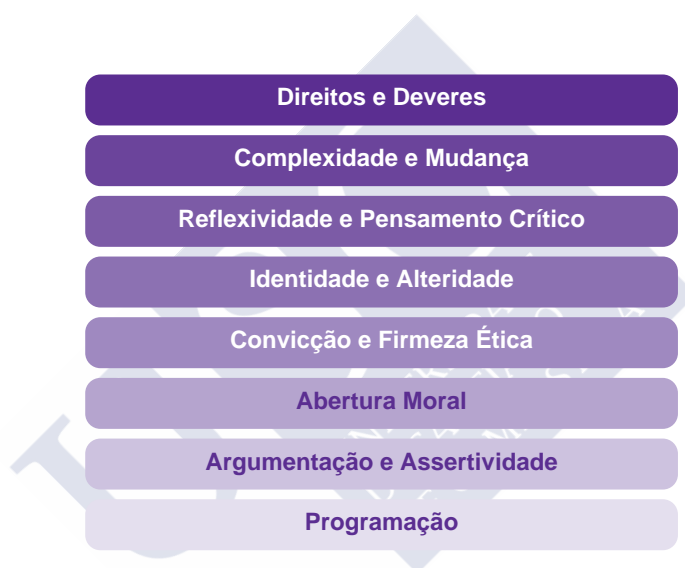 Direitos e Deveres
Complexidade e Mudança
Reflexividade e Pensamento Crítico
Identidade e Alteridade
Convicção e Firmeza Ética
Abertura Moral
Argumentação e Assertividade
Programação